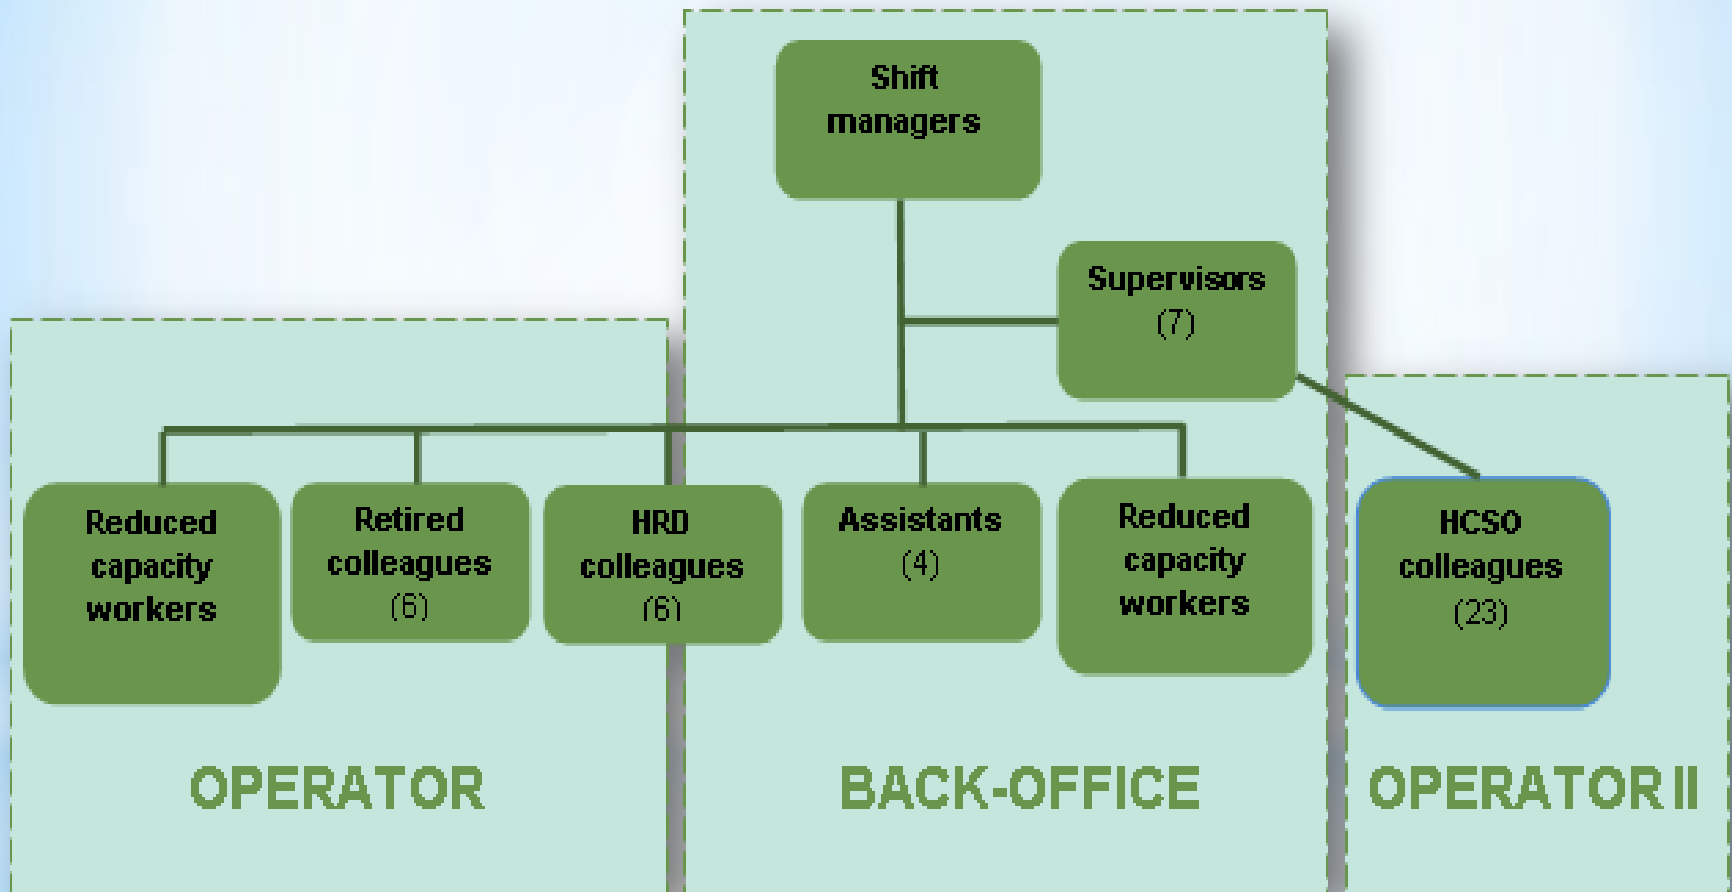 Shift
managers
Supervisors
(7)
Reduced
capacity
workers
Retired
colleagues
(6)
HRD
colleagues
(6)
Assistants
(4)
Reduced
capacity
workers
HCSO
colleagues
(23)
OPERATOR
BACK-OFFICE
OPERATOR II